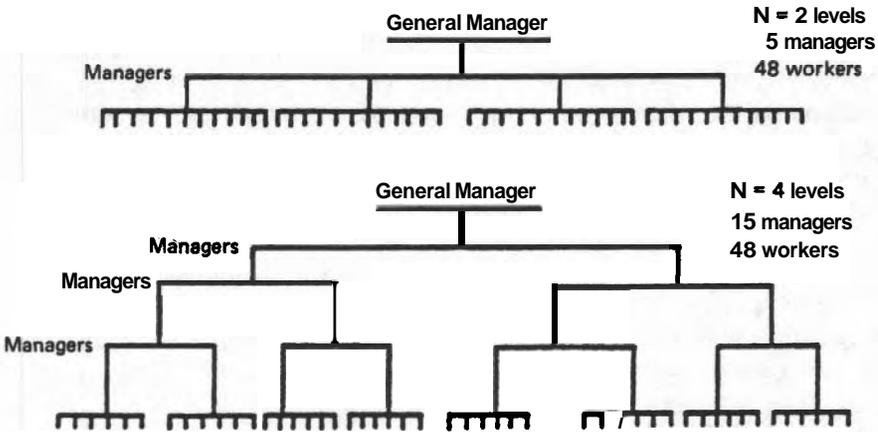 General Manager
N = 2 levels
5 managers
48 workers
Managers
General Manager
N = 4 levels
15 managers
48 workers
Managers
Managers
Managers